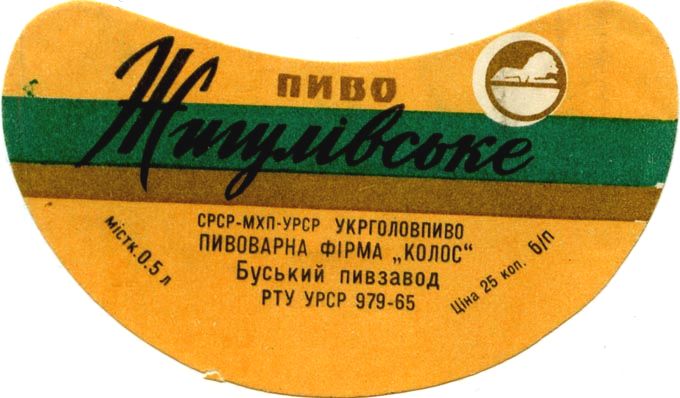 ПИВО
Жигулівське
СРСР-МХП-УРСР УКРГОЛОВПИВО
ПИВОВАРНА ФІРМА „КОЛОС“
Буський пивзавод
РТУ УРСР 979-65
містк. 0.5 л
Ціна 25 коп. б/п